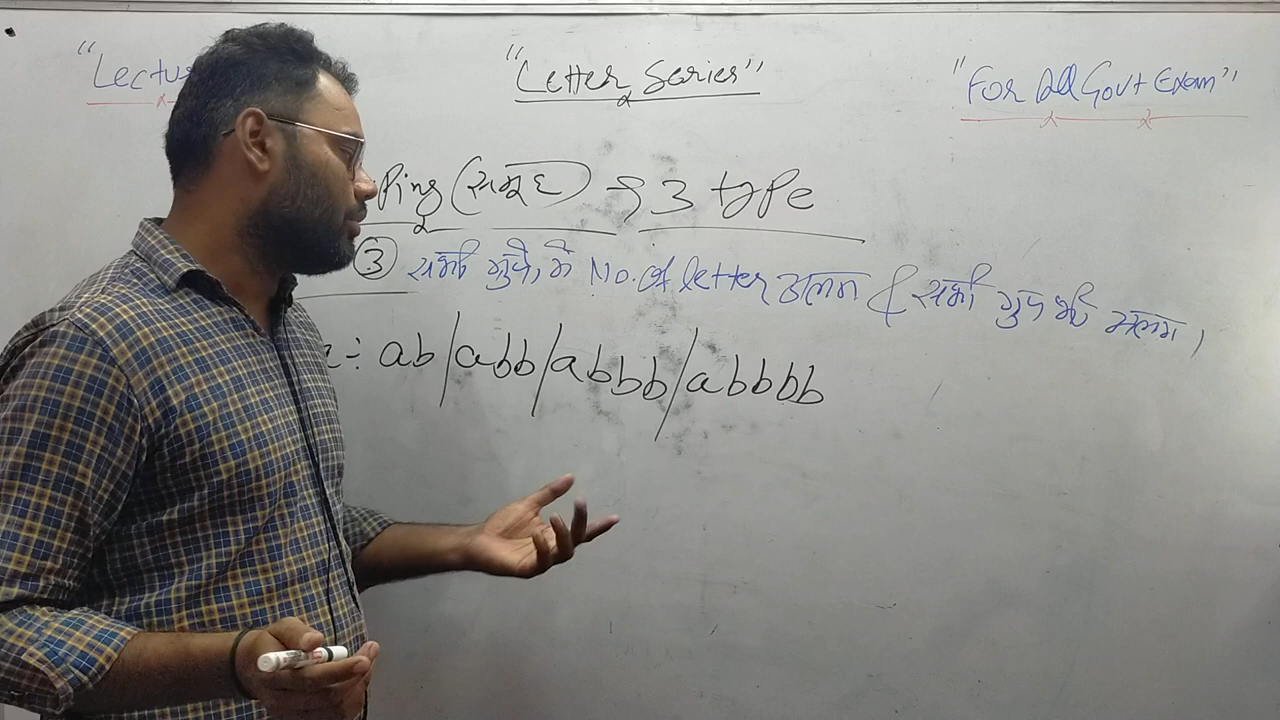 "Lectu
"Letter Series"
"For All Govt Exam"
ping (समूह) → 3 type
③ सभी ग्रुपों में No. of letter अलग & सभी ग्रुप भी अलग।
ab/abb/abbb/abbbb